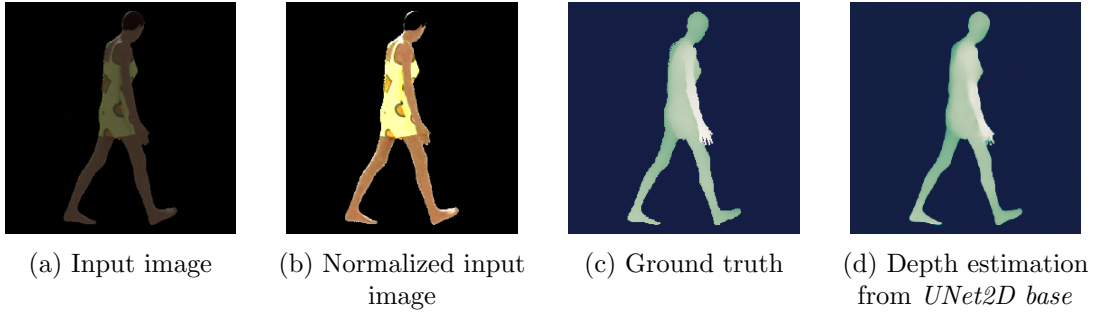 (a) Input image
(b) Normalized input
image
(c) Ground truth
(d) Depth estimation
from UNet2D base